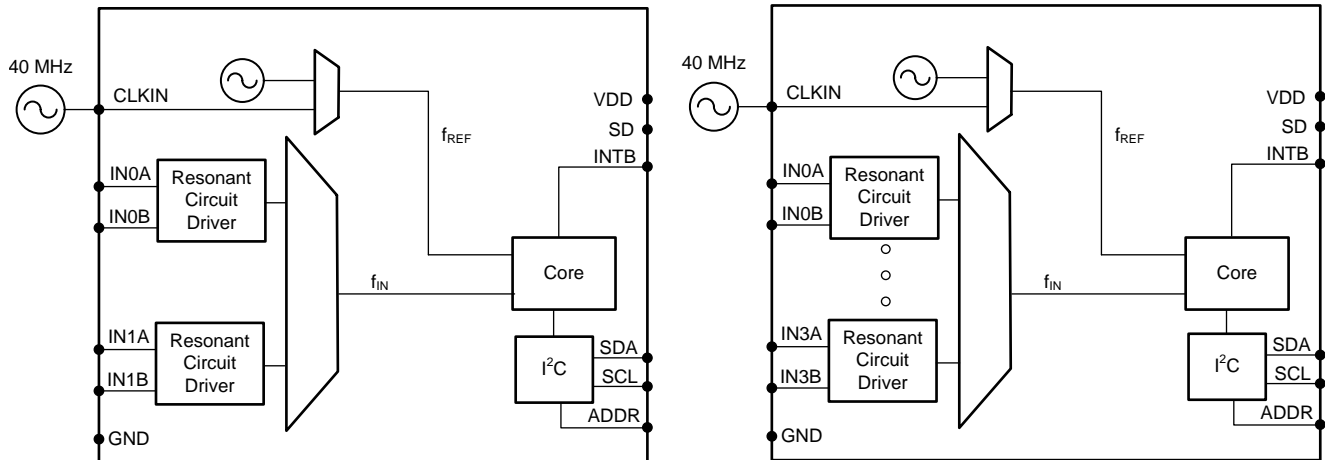 40 MHz
CLKIN
VDD
SD
INTB
fREF
IN0A
IN0B
Resonant
Circuit
Driver
Core
fIN
IN1A
IN1B
Resonant
Circuit
Driver
I²C
SDA
SCL
ADDR
GND
40 MHz
CLKIN
VDD
SD
INTB
fREF
IN0A
IN0B
Resonant
Circuit
Driver
Core
fIN
IN3A
IN3B
Resonant
Circuit
Driver
I²C
SDA
SCL
ADDR
GND